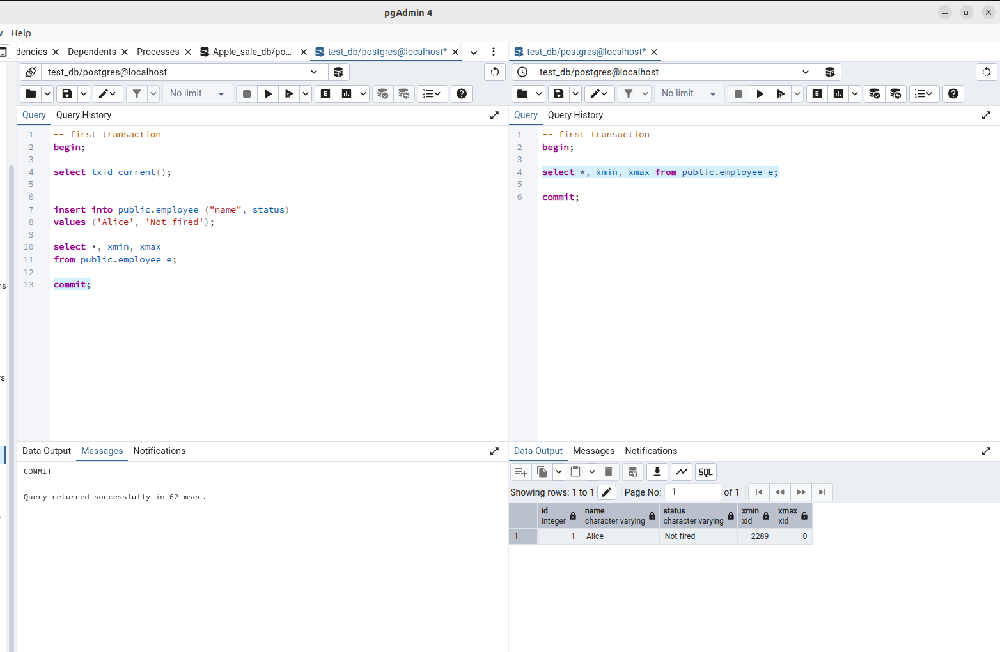 pgAdmin 4
Help
dencies
Dependents
Processes
Apple_sale_db/po...
test_db/postgres@localhost*
test_db/postgres@localhost
No limit
Query
Query History
1 -- first transaction
2 begin;
3
4 select txid_current();
5
6
7 insert into public.employee ("name", status)
8 values ('Alice', 'Not fired');
9
10 select *, xmin, xmax
11 from public.employee e;
12
13 commit;
Data Output
Messages
Notifications
COMMIT
Query returned successfully in 62 msec.
test_db/postgres@localhost*
test_db/postgres@localhost
No limit
Query
Query History
1 -- first transaction
2 begin;
3
4 select *, xmin, xmax from public.employee e;
5
6 commit;
Data Output
Messages
Notifications
SQL
Showing rows: 1 to 1
Page No: 1 of 1
id name status xmin xmax
integer character varying character varying xid xid
1 1 Alice Not fired 2289 0